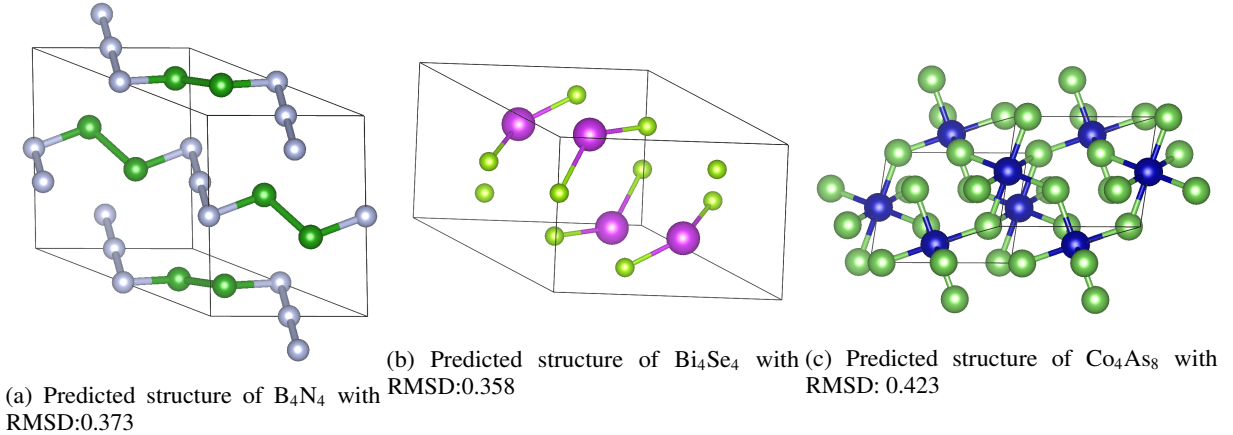 (a) Predicted structure of B₄N₄ with
RMSD:0.373
(b) Predicted structure of Bi₄Se₄ with
RMSD:0.358
(c) Predicted structure of Co₄As₈ with
RMSD: 0.423